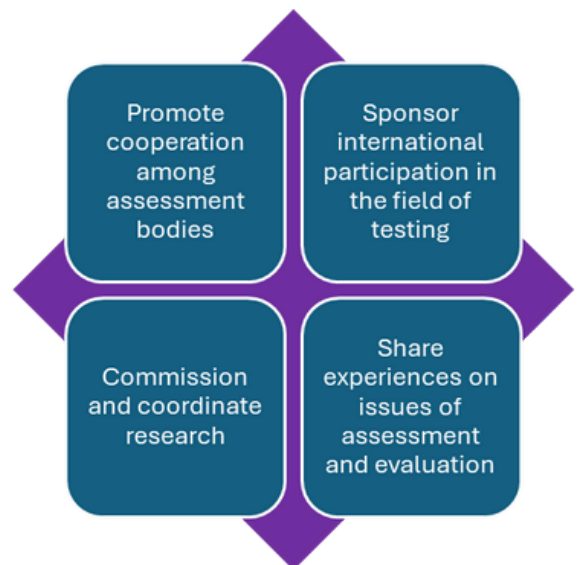 Promote
cooperation
among
assessment
bodies
Sponsor
international
participation in
the field of
testing
Commission
and coordinate
research
Share
experiences on
issues of
assessment
and evaluation